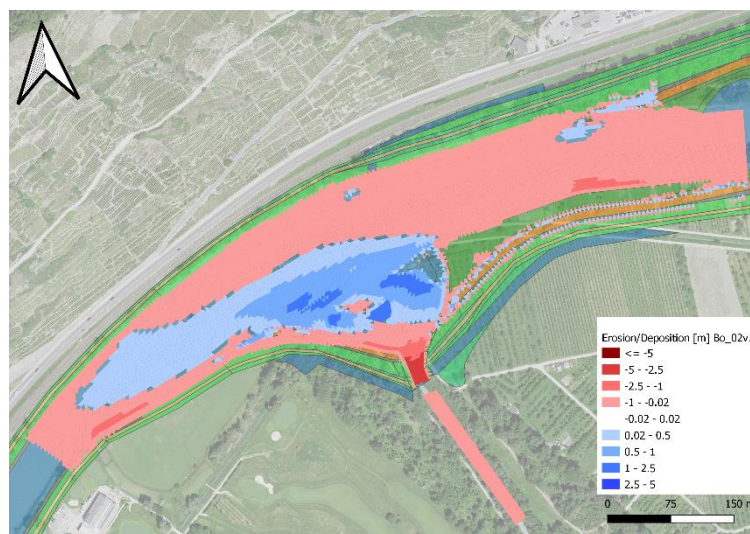 Erosion/Deposition [m] Bo_02v.
<= -5
-5 - -2.5
-2.5 - -1
-1 - -0.02
-0.02 - 0.02
0.02 - 0.5
0.5 - 1
1 - 2.5
2.5 - 5
0 75 150 m